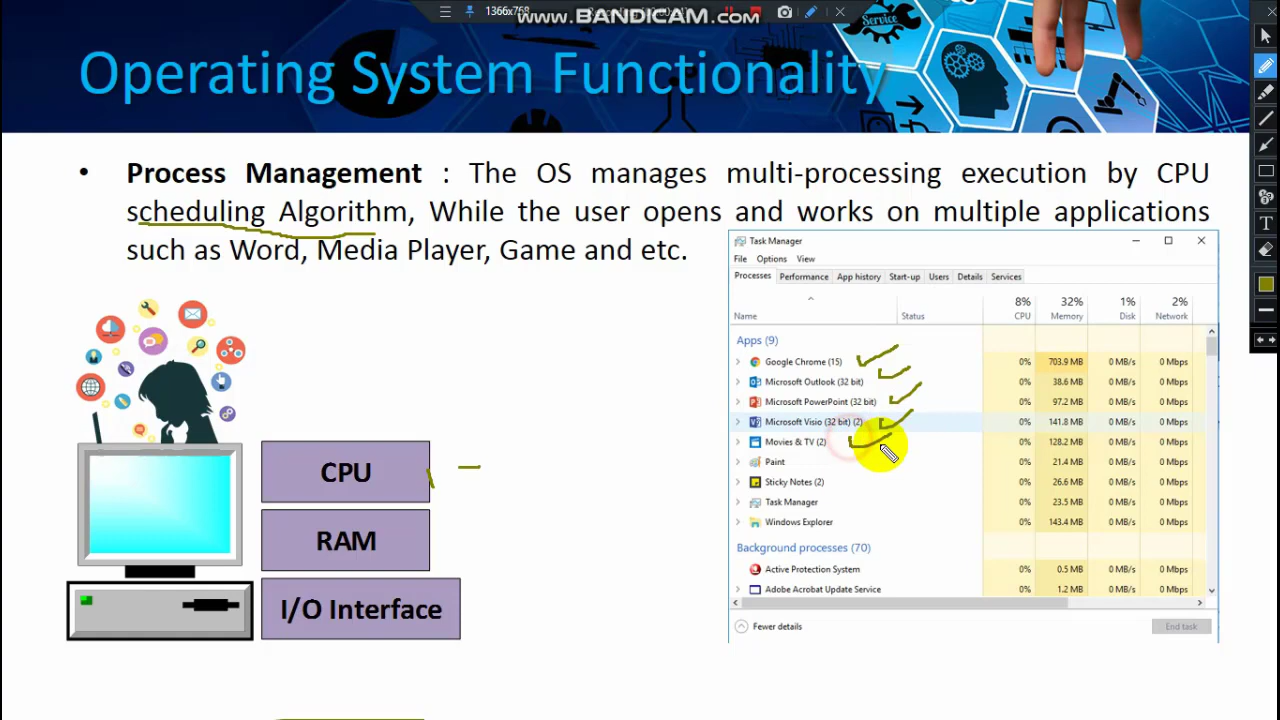 1366x768
www.BANDICAM.com
Service
Operating System Functionality
• Process Management : The OS manages multi-processing execution by CPU
scheduling Algorithm, While the user opens and works on multiple applications
such as Word, Media Player, Game and etc.
Task Manager
File Options View
Processes Performance App history Start-up Users Details Services
8% 32% 1% 2%
Name Status CPU Memory Disk Network
Apps (9)
Google Chrome (15) 0% 703.9 MB 0 MB/s 0 Mbps
Microsoft Outlook (32 bit) 0% 38.6 MB 0 MB/s 0 Mbps
Microsoft PowerPoint (32 bit) 0% 97.2 MB 0 MB/s 0 Mbps
Microsoft Visio (32 bit) (2) 0% 141.8 MB 0 MB/s 0 Mbps
Movies & TV (2) 0% 128.2 MB 0 MB/s 0 Mbps
Paint 0% 21.4 MB 0 MB/s 0 Mbps
Sticky Notes (2) 0% 26.6 MB 0 MB/s 0 Mbps
Task Manager 0% 23.5 MB 0 MB/s 0 Mbps
Windows Explorer 0% 143.4 MB 0 MB/s 0 Mbps
Background processes (70)
Active Protection System 0% 0.5 MB 0 MB/s 0 Mbps
Adobe Acrobat Update Service 0% 1.2 MB 0 MB/s 0 Mbps
Fewer details End task
CPU
RAM
I/O Interface